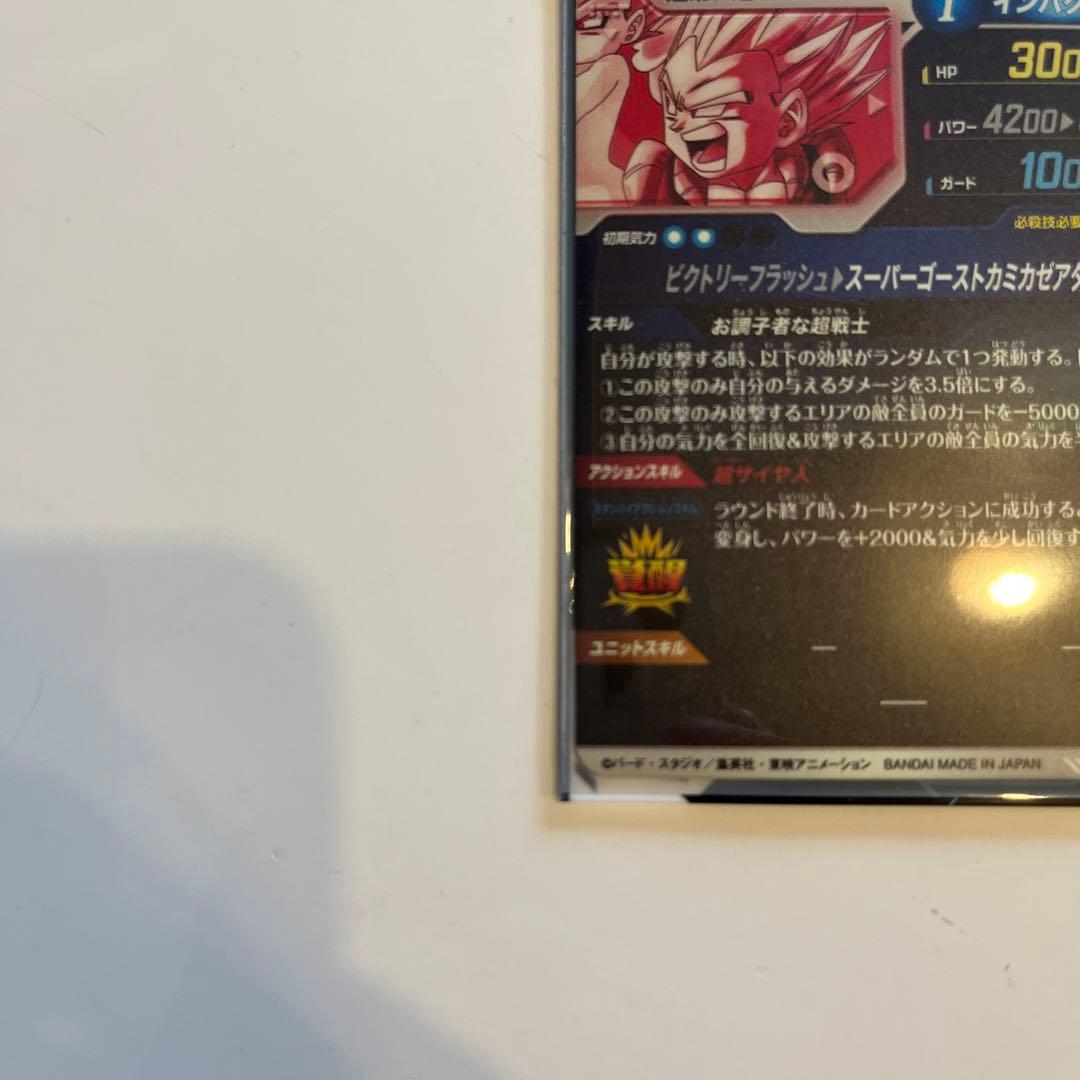 HP 300
パワー 4200▶
ガード 100
必殺技必要
初期気力
ビクトリーフラッシュ▶スーパーゴーストカミカゼアタ
スキル お調子者な超戦士
自分が攻撃する時、以下の効果がランダムで1つ発動する。
①この攻撃のみ自分の与えるダメージを3.5倍にする。
②この攻撃のみ攻撃するエリアの敵全員のガードを-5000
③自分の気力を全回復&攻撃するエリアの敵全員の気力を
アクションスキル 超サイヤ人
スタンバイアクションスキル ラウンド終了時、カードアクションに成功すると
変身し、パワーを+2000&気力を少し回復す
覚醒
ユニットスキル
©バード・スタジオ/集英社・東映アニメーション BANDAI MADE IN JAPAN